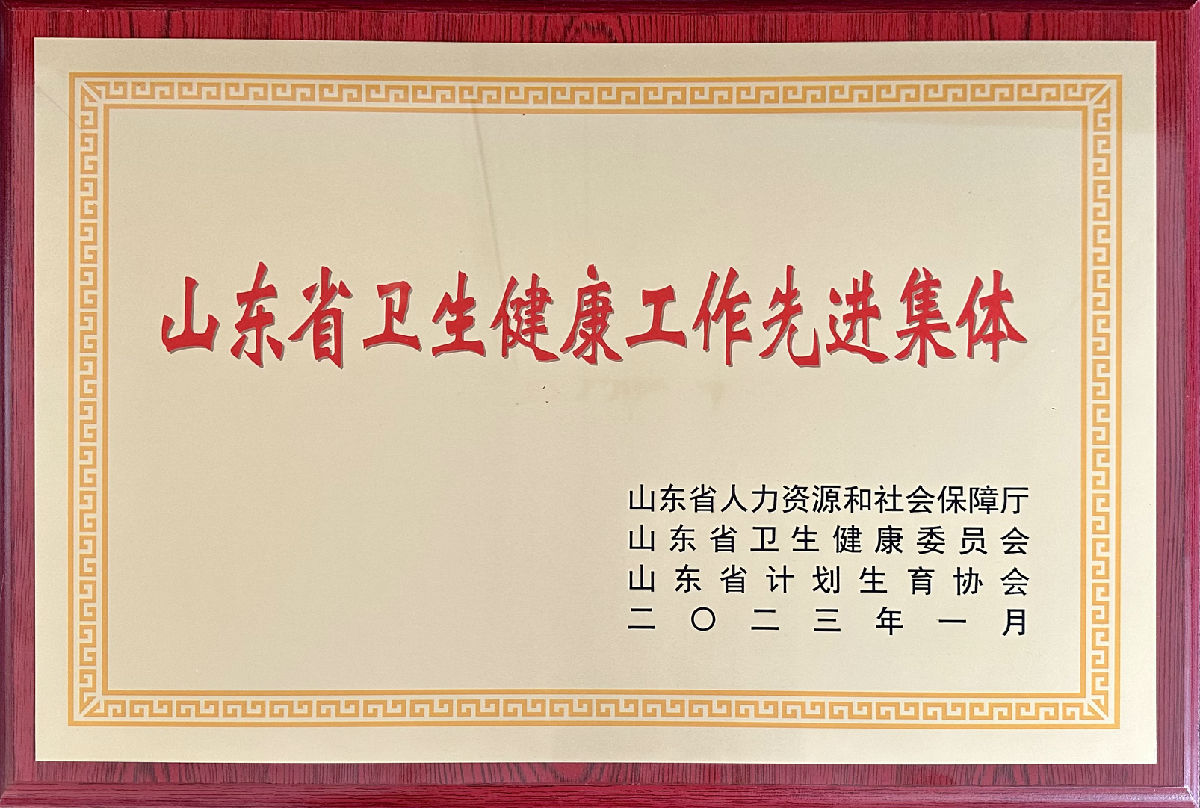 山东省卫生健康工作先进集体
山东省人力资源和社会保障厅
山东省卫生健康委员会
山东省计划生育协会
二〇二三年一月